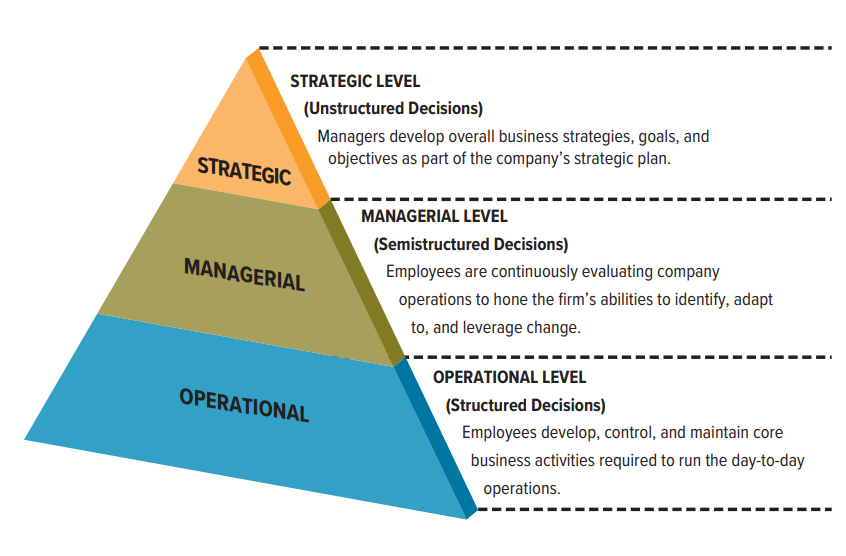 STRATEGIC LEVEL
(Unstructured Decisions)
Managers develop overall business strategies, goals, and
objectives as part of the company’s strategic plan.
STRATEGIC
MANAGERIAL LEVEL
(Semistructured Decisions)
Employees are continuously evaluating company
operations to hone the firm’s abilities to identify, adapt
to, and leverage change.
MANAGERIAL
OPERATIONAL LEVEL
(Structured Decisions)
Employees develop, control, and maintain core
business activities required to run the day-to-day
operations.
OPERATIONAL